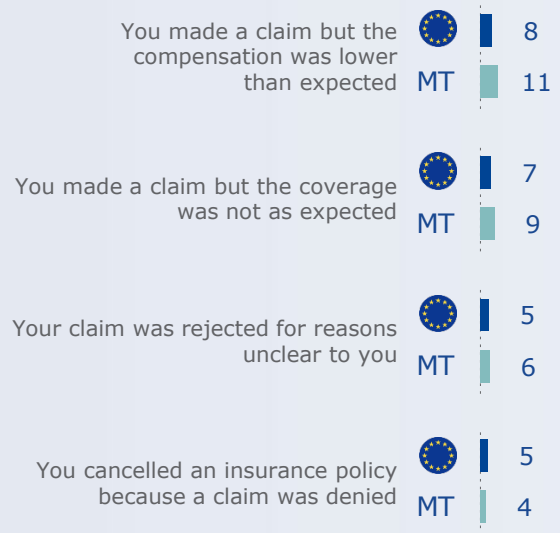 You made a claim but the
compensation was lower
than expected
8
MT 11
You made a claim but the coverage
was not as expected
7
MT 9
Your claim was rejected for reasons
unclear to you
5
MT 6
You cancelled an insurance policy
because a claim was denied
5
MT 4